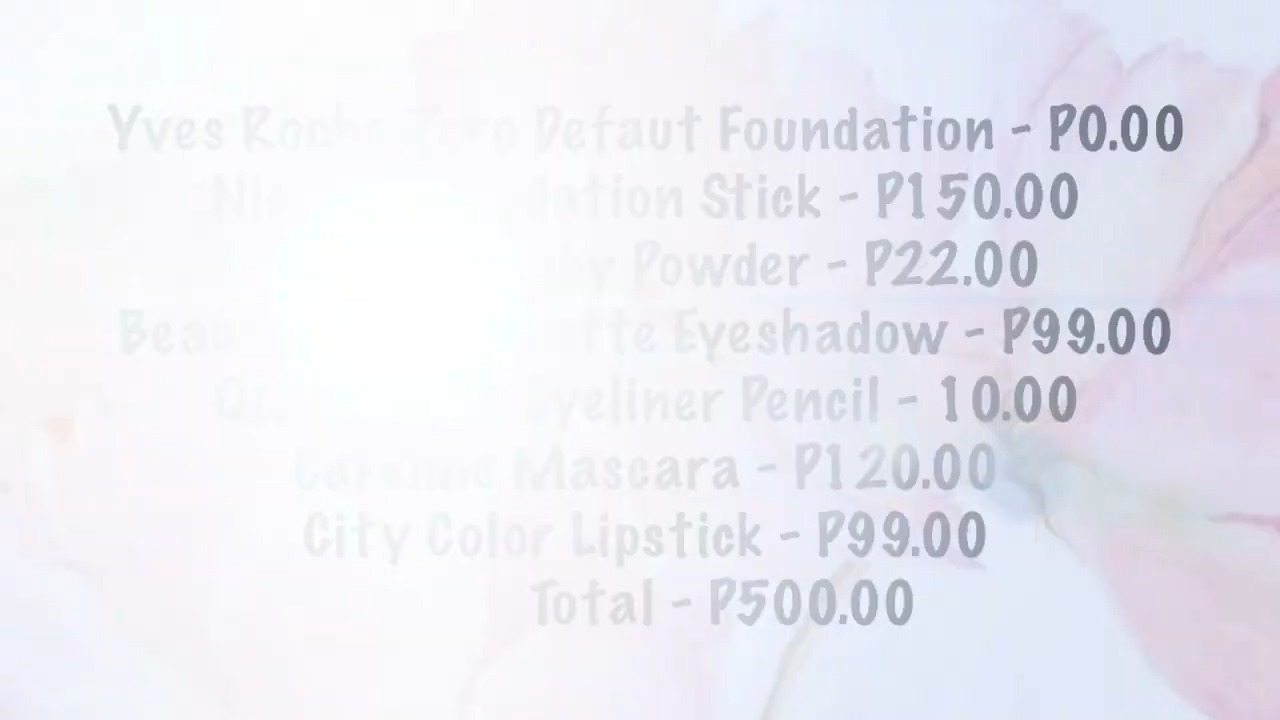 Yves Defaut Foundation - P0.00
Stick - P150.00
Powder - P22.00
Eyeshadow - P99.00
Eyeliner Pencil - 10.00
Mascara - P120.00
City Color Lipstick - P99.00
Total - P500.00